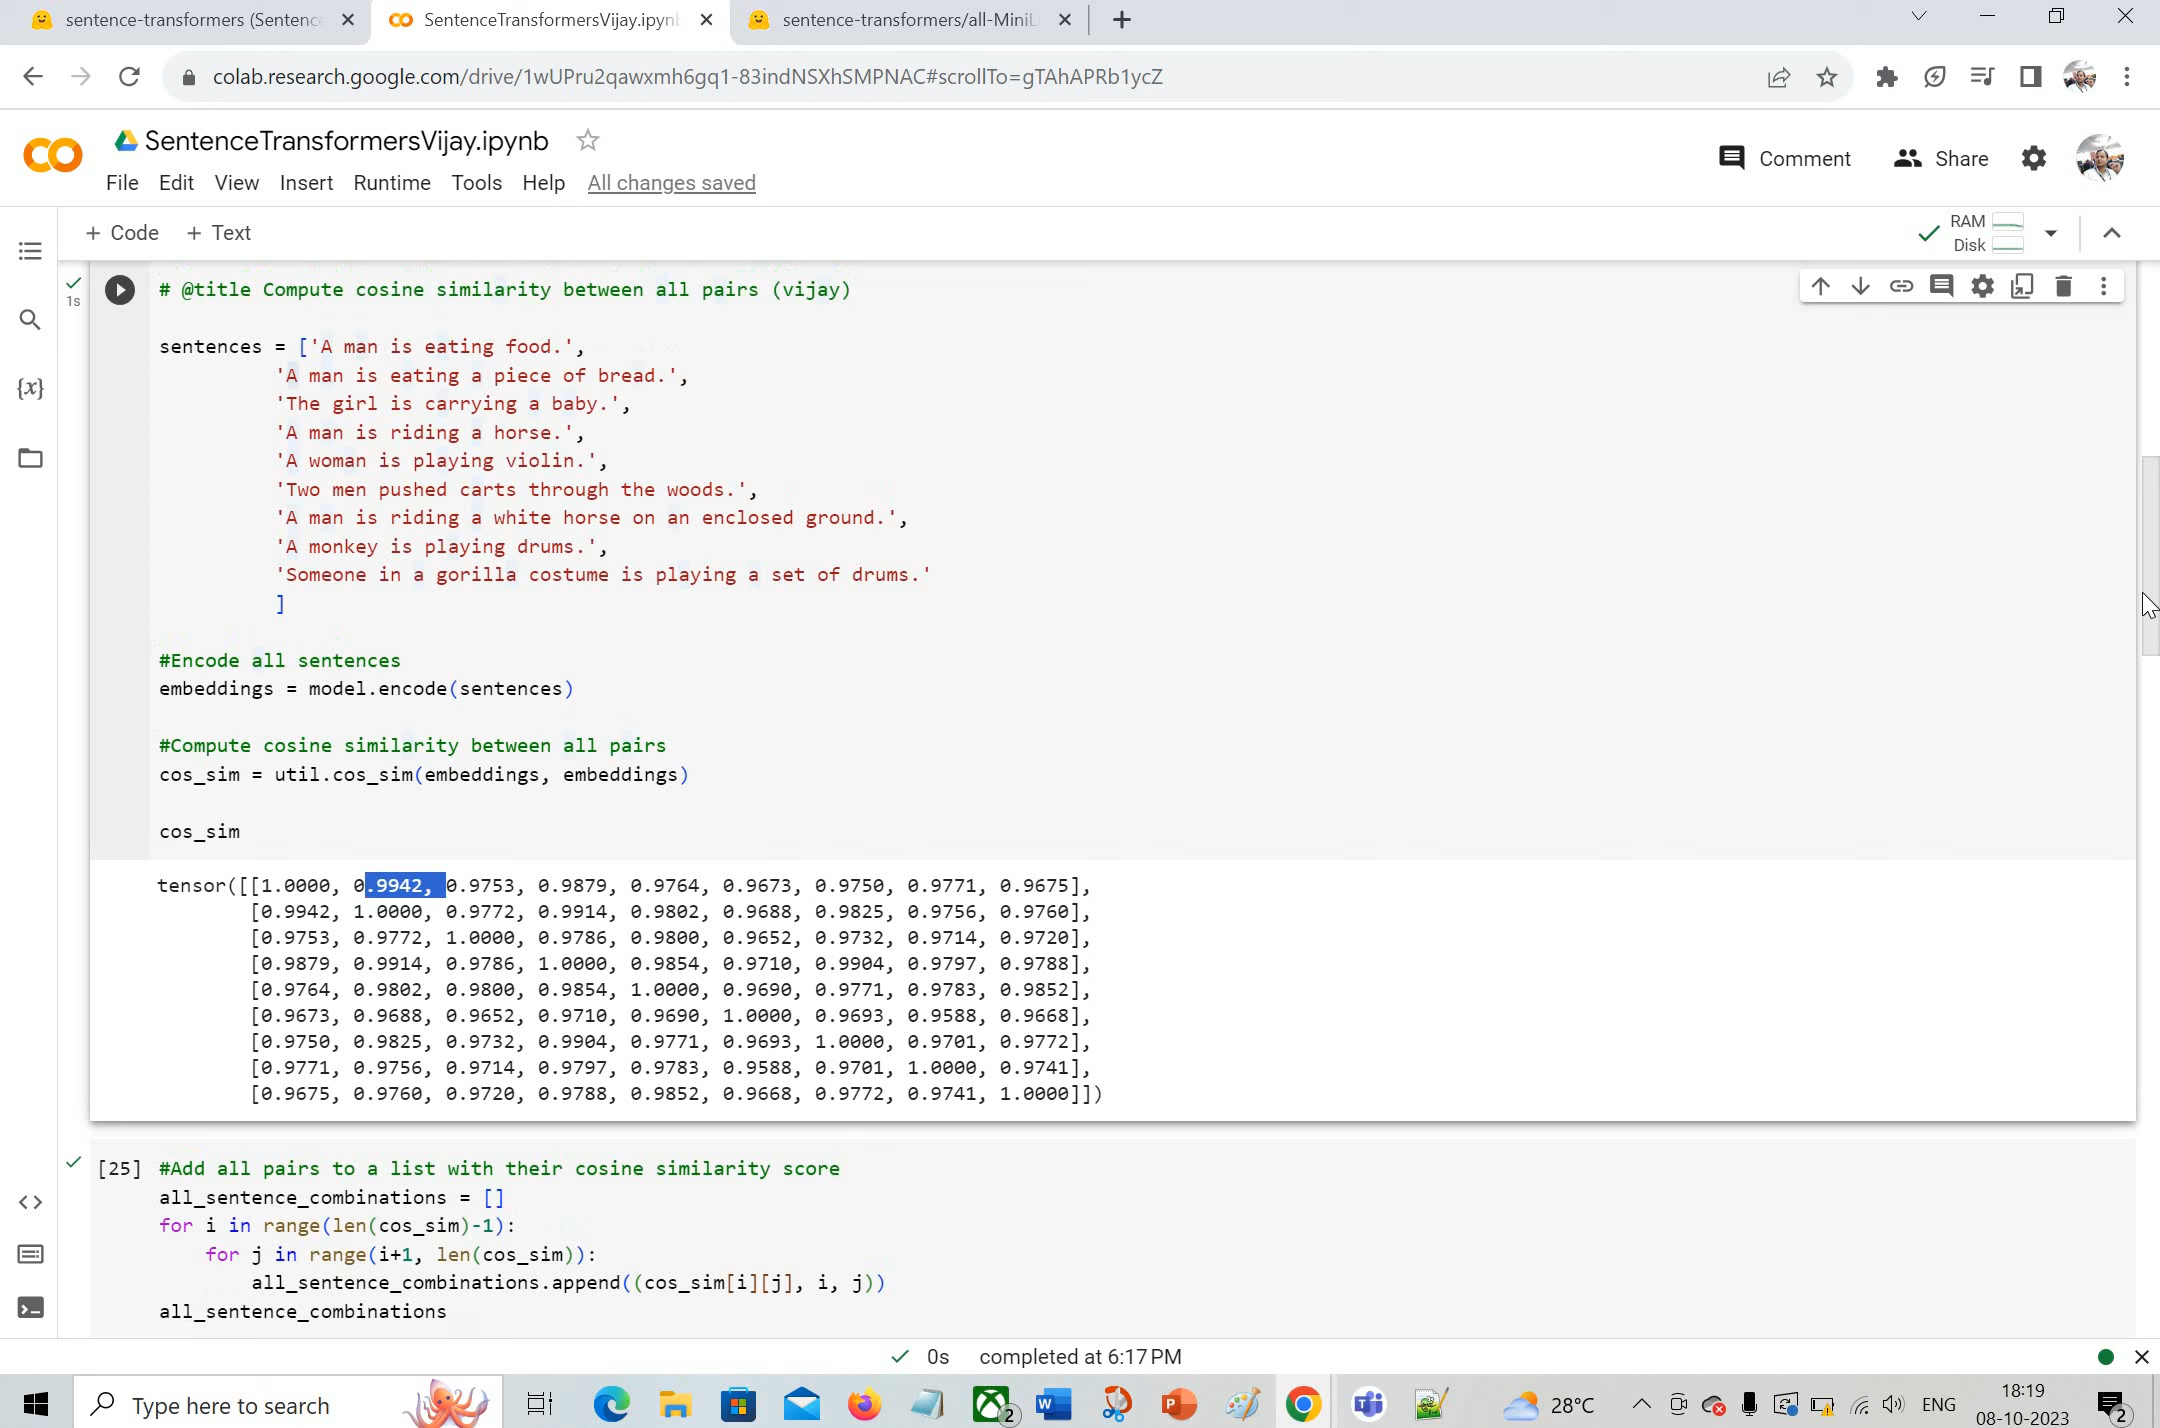 sentence-transformers (Sentenc
SentenceTransformersVijay.ipynl
sentence-transformers/all-MiniL
colab.research.google.com/drive/1wUPru2qawxmh6gq1-83indNSXhSMPNAC#scrollTo=gTAhAPRb1ycZ
SentenceTransformersVijay.ipynb
File Edit View Insert Runtime Tools Help All changes saved
Comment Share
+ Code + Text
RAM
Disk
1s
# @title Compute cosine similarity between all pairs (vijay)
sentences = ['A man is eating food.',
'A man is eating a piece of bread.',
'The girl is carrying a baby.',
'A man is riding a horse.',
'A woman is playing violin.',
'Two men pushed carts through the woods.',
'A man is riding a white horse on an enclosed ground.',
'A monkey is playing drums.',
'Someone in a gorilla costume is playing a set of drums.'
]
#Encode all sentences
embeddings = model.encode(sentences)
#Compute cosine similarity between all pairs
cos_sim = util.cos_sim(embeddings, embeddings)
cos_sim
tensor([[1.0000, 0.9942, 0.9753, 0.9879, 0.9764, 0.9673, 0.9750, 0.9771, 0.9675],
[0.9942, 1.0000, 0.9772, 0.9914, 0.9802, 0.9688, 0.9825, 0.9756, 0.9760],
[0.9753, 0.9772, 1.0000, 0.9786, 0.9800, 0.9652, 0.9732, 0.9714, 0.9720],
[0.9879, 0.9914, 0.9786, 1.0000, 0.9854, 0.9710, 0.9904, 0.9797, 0.9788],
[0.9764, 0.9802, 0.9800, 0.9854, 1.0000, 0.9690, 0.9771, 0.9783, 0.9852],
[0.9673, 0.9688, 0.9652, 0.9710, 0.9690, 1.0000, 0.9693, 0.9588, 0.9668],
[0.9750, 0.9825, 0.9732, 0.9904, 0.9771, 0.9693, 1.0000, 0.9701, 0.9772],
[0.9771, 0.9756, 0.9714, 0.9797, 0.9783, 0.9588, 0.9701, 1.0000, 0.9741],
[0.9675, 0.9760, 0.9720, 0.9788, 0.9852, 0.9668, 0.9772, 0.9741, 1.0000]])
[25] #Add all pairs to a list with their cosine similarity score
all_sentence_combinations = []
for i in range(len(cos_sim)-1):
for j in range(i+1, len(cos_sim)):
all_sentence_combinations.append((cos_sim[i][j], i, j))
all_sentence_combinations
0s completed at 6:17 PM
Type here to search
2
28°C
ENG
18:19
08-10-2023
2